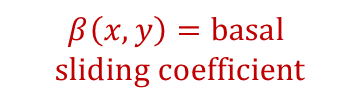 β(x, y) = basal
sliding coefficient